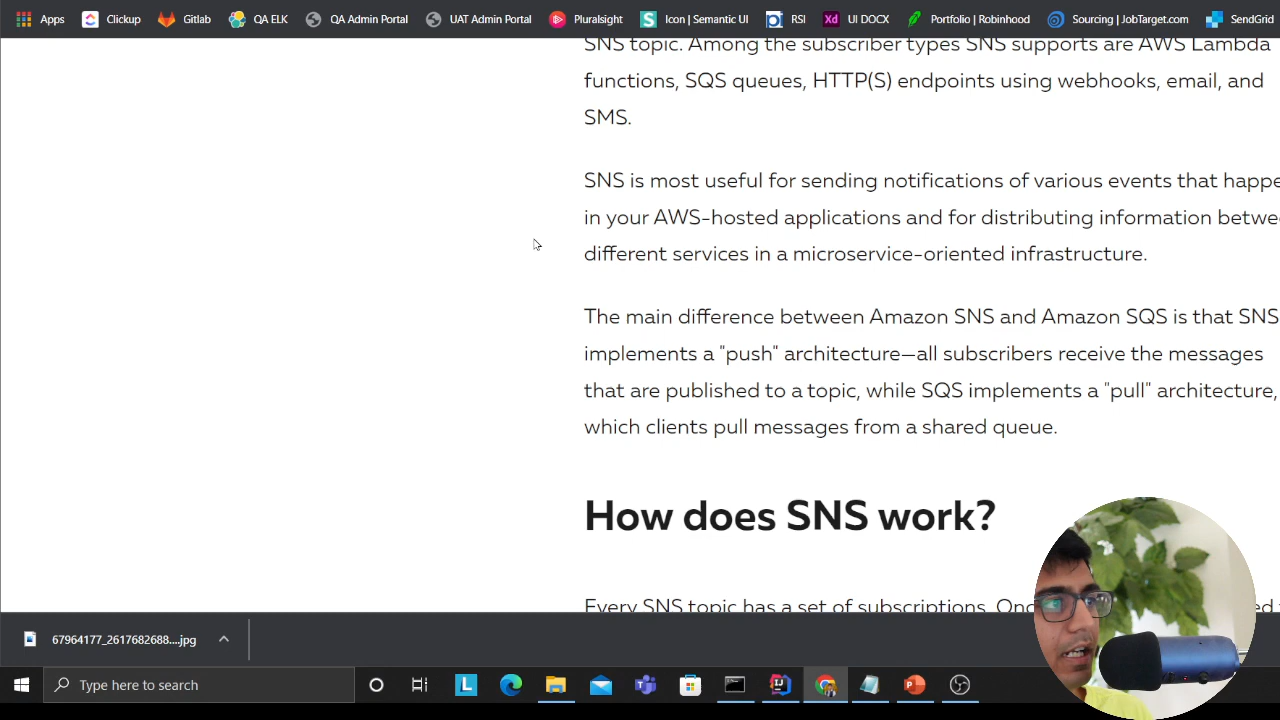 Apps Clickup Gitlab QA ELK QA Admin Portal UAT Admin Portal Pluralsight Icon | Semantic UI RSI UI DOCX Portfolio | Robinhood Sourcing | JobTarget.com SendGrid
SNS topic. Among the subscriber types SNS supports are AWS Lambda
functions, SQS queues, HTTP(S) endpoints using webhooks, email, and
SMS.
SNS is most useful for sending notifications of various events that happe
in your AWS-hosted applications and for distributing information betwe
different services in a microservice-oriented infrastructure.
The main difference between Amazon SNS and Amazon SQS is that SNS
implements a "push" architecture—all subscribers receive the messages
that are published to a topic, while SQS implements a "pull" architecture,
which clients pull messages from a shared queue.
How does SNS work?
Every SNS topic has a set of subscriptions.
67964177_2617682688....jpg
Type here to search